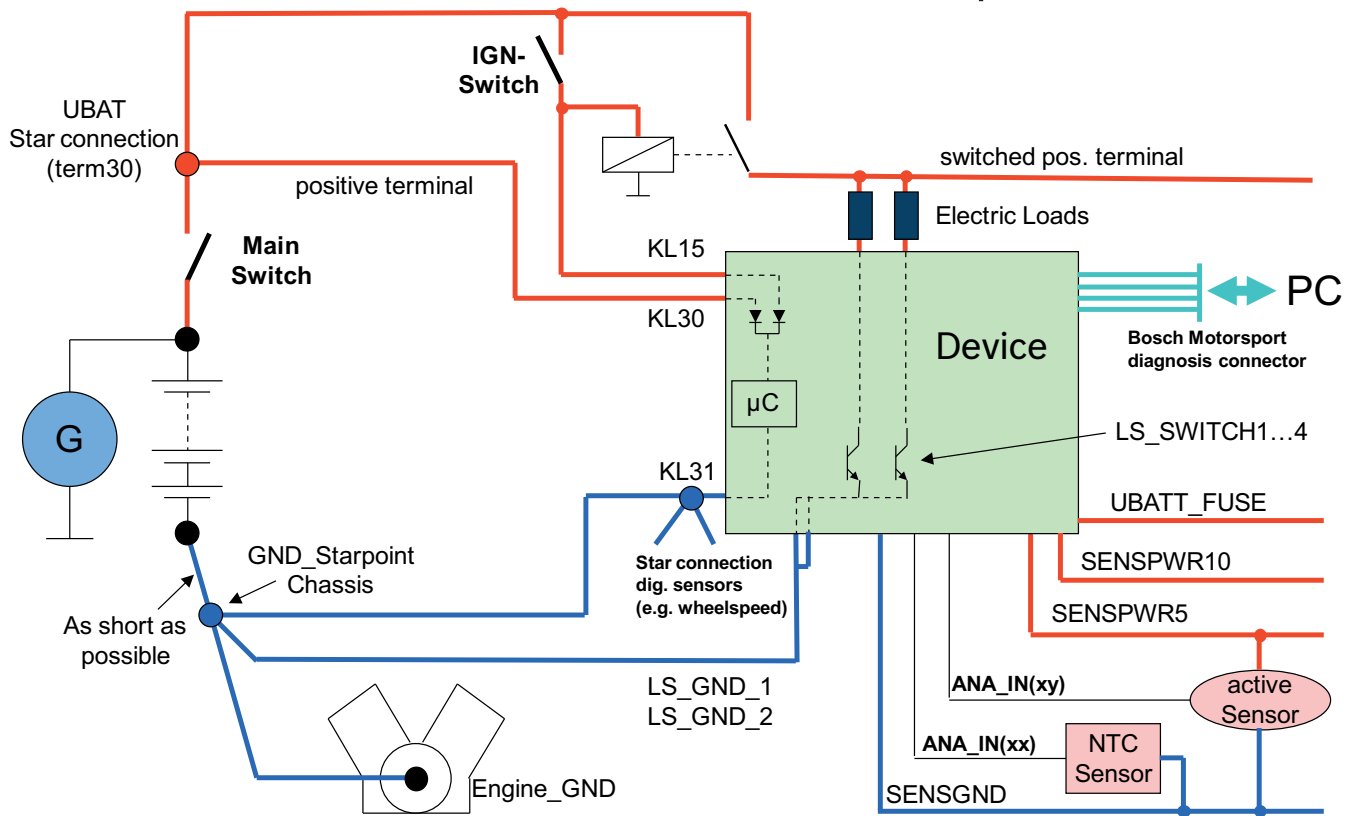 IGN-
Switch
UBAT
Star connection
(term30)
positive terminal
switched pos. terminal
Electric Loads
Main
Switch
KL15
KL30
Device
PC
Bosch Motorsport
diagnosis connector
µC
G
LS_SWITCH1…4
KL31
UBATT_FUSE
GND_Starpoint
Chassis
Star connection
dig. sensors
(e.g. wheelspeed)
SENSPWR10
As short as
possible
SENSPWR5
LS_GND_1
LS_GND_2
ANA_IN(xy)
active
Sensor
ANA_IN(xx)
NTC
Sensor
Engine_GND
SENSGND